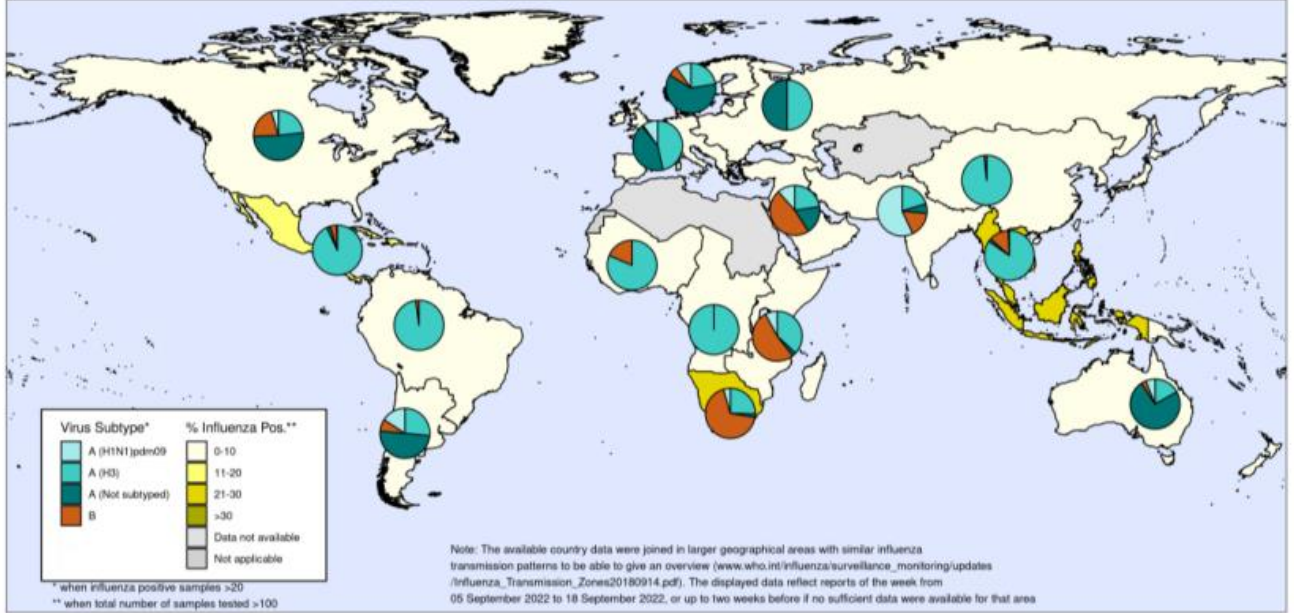 Virus Subtype*
A (H1N1)pdm09
A (H3)
A (Not subtyped)
B
% Influenza Pos.**
0-10
11-20
21-30
>30
Data not available
Not applicable
* when influenza positive samples >20
** when total number of samples tested >100
Note: The available country data were joined in larger geographical areas with similar influenza
transmission patterns to be able to give an overview (www.who.int/influenza/surveillance_monitoring/updates
/Influenza_Transmission_Zones20180914.pdf). The displayed data reflect reports of the week from
05 September 2022 to 18 September 2022, or up to two weeks before if no sufficient data were available for that area